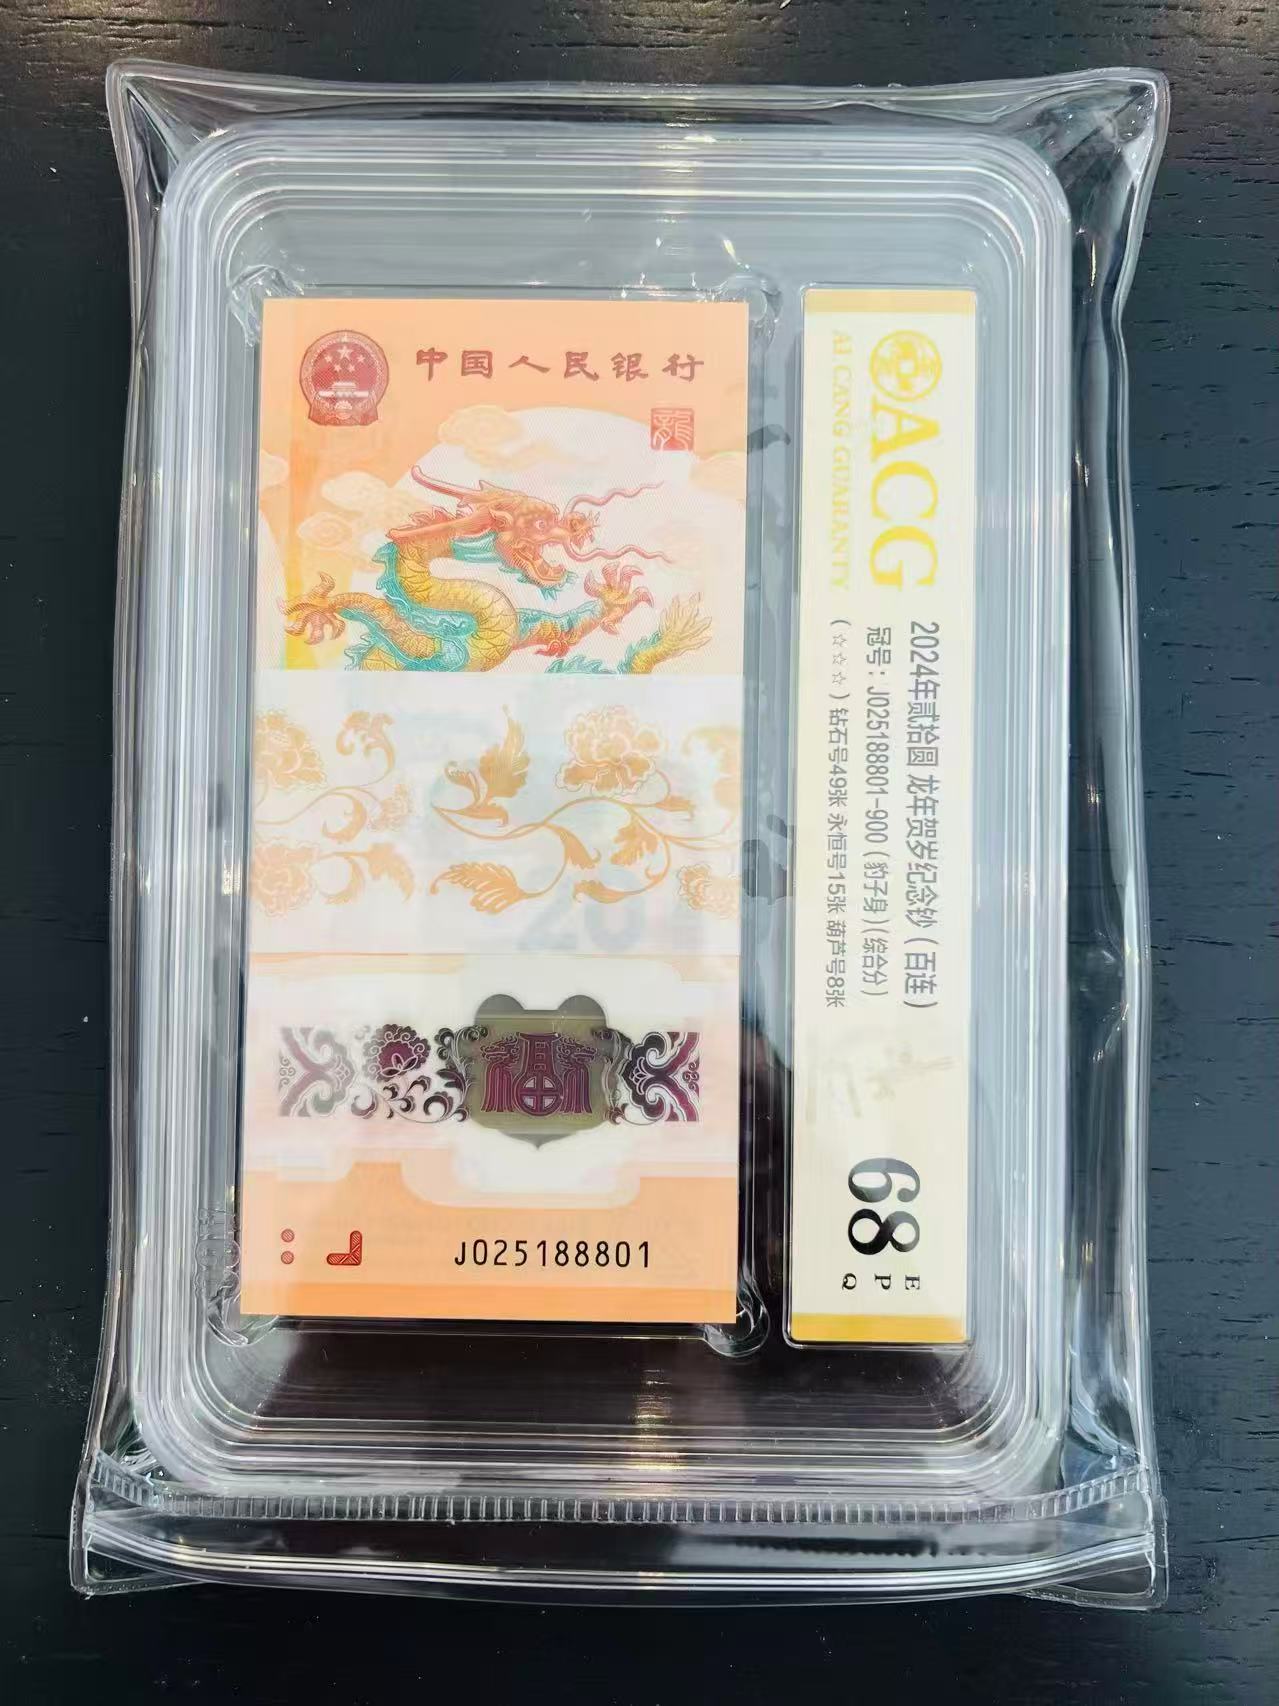 中国人民银行
龍
福
J025188801
ACG
AI CANG GUARANTY
2024年贰拾圆 龙年贺岁纪念钞（百连）
冠号：J025188801-900（豹子身）（综合分）
（☆☆☆）钻石号49张 永恒号15张 葫芦号8张
68
E
P
Q